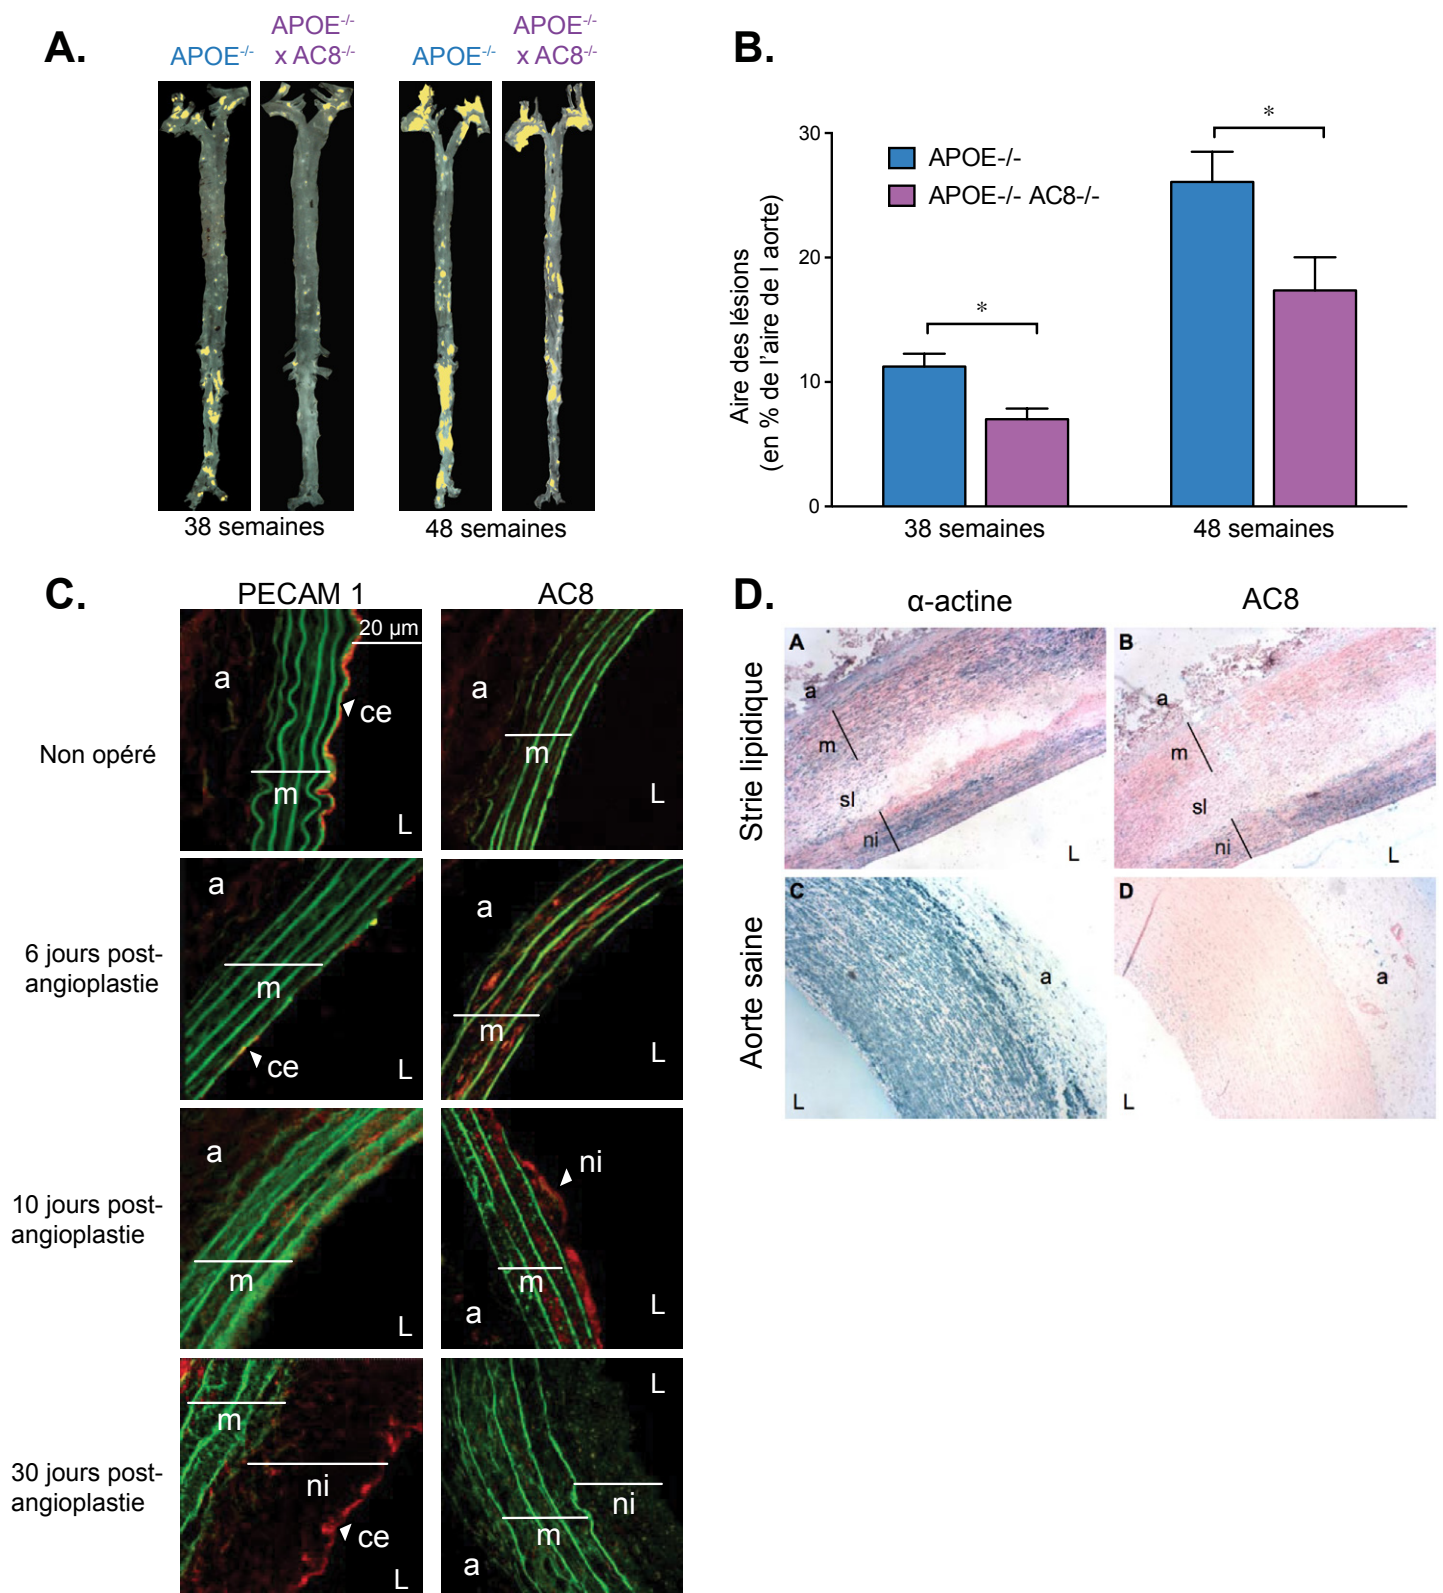 A.
APOE-/-
APOE-/-
x AC8-/-
APOE-/-
APOE-/-
x AC8-/-
38 semaines
48 semaines
B.
Aire des lésions
(en % de l'aire de l aorte)
30
20
10
0
APOE-/-
APOE-/- AC8-/-
*
*
38 semaines
48 semaines
C.
PECAM 1
AC8
Non opéré
20 µm
a
ce
m
L
a
m
L
6 jours post-
angioplastie
a
m
ce
L
a
m
L
10 jours post-
angioplastie
a
m
L
ni
m
a
L
30 jours post-
angioplastie
m
ni
ce
L
L
ni
m
a
D.
α-actine
AC8
Strie lipidique
A
a
m
sl
ni
L
B
a
m
sl
ni
L
Aorte saine
C
a
L
D
a
L